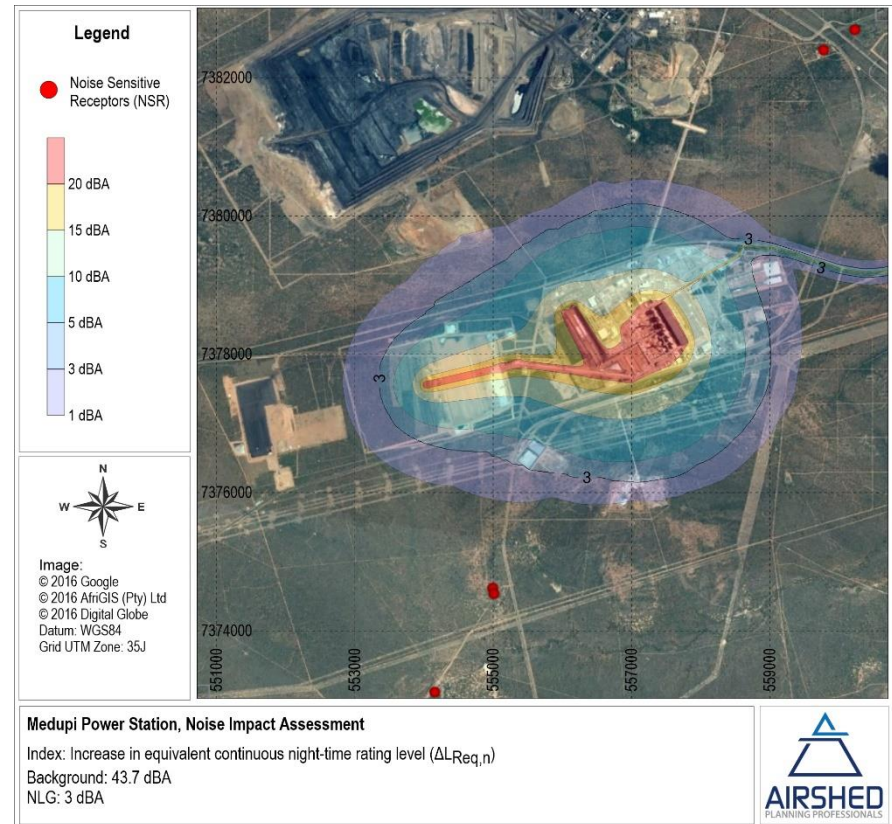 Legend
Noise Sensitive
Receptors (NSR)
20 dBA
15 dBA
10 dBA
5 dBA
3 dBA
1 dBA
N
W E
S
Image:
© 2016 Google
© 2016 AfriGIS (Pty) Ltd
© 2016 Digital Globe
Datum: WGS84
Grid UTM Zone: 35J
7382000
7380000
7378000
7376000
7374000
3
3
3
3
551000
553000
555000
557000
559000
Medupi Power Station, Noise Impact Assessment
Index: Increase in equivalent continuous night-time rating level (ΔLReq,n)
Background: 43.7 dBA
NLG: 3 dBA
AIRSHED
PLANNING PROFESSIONALS